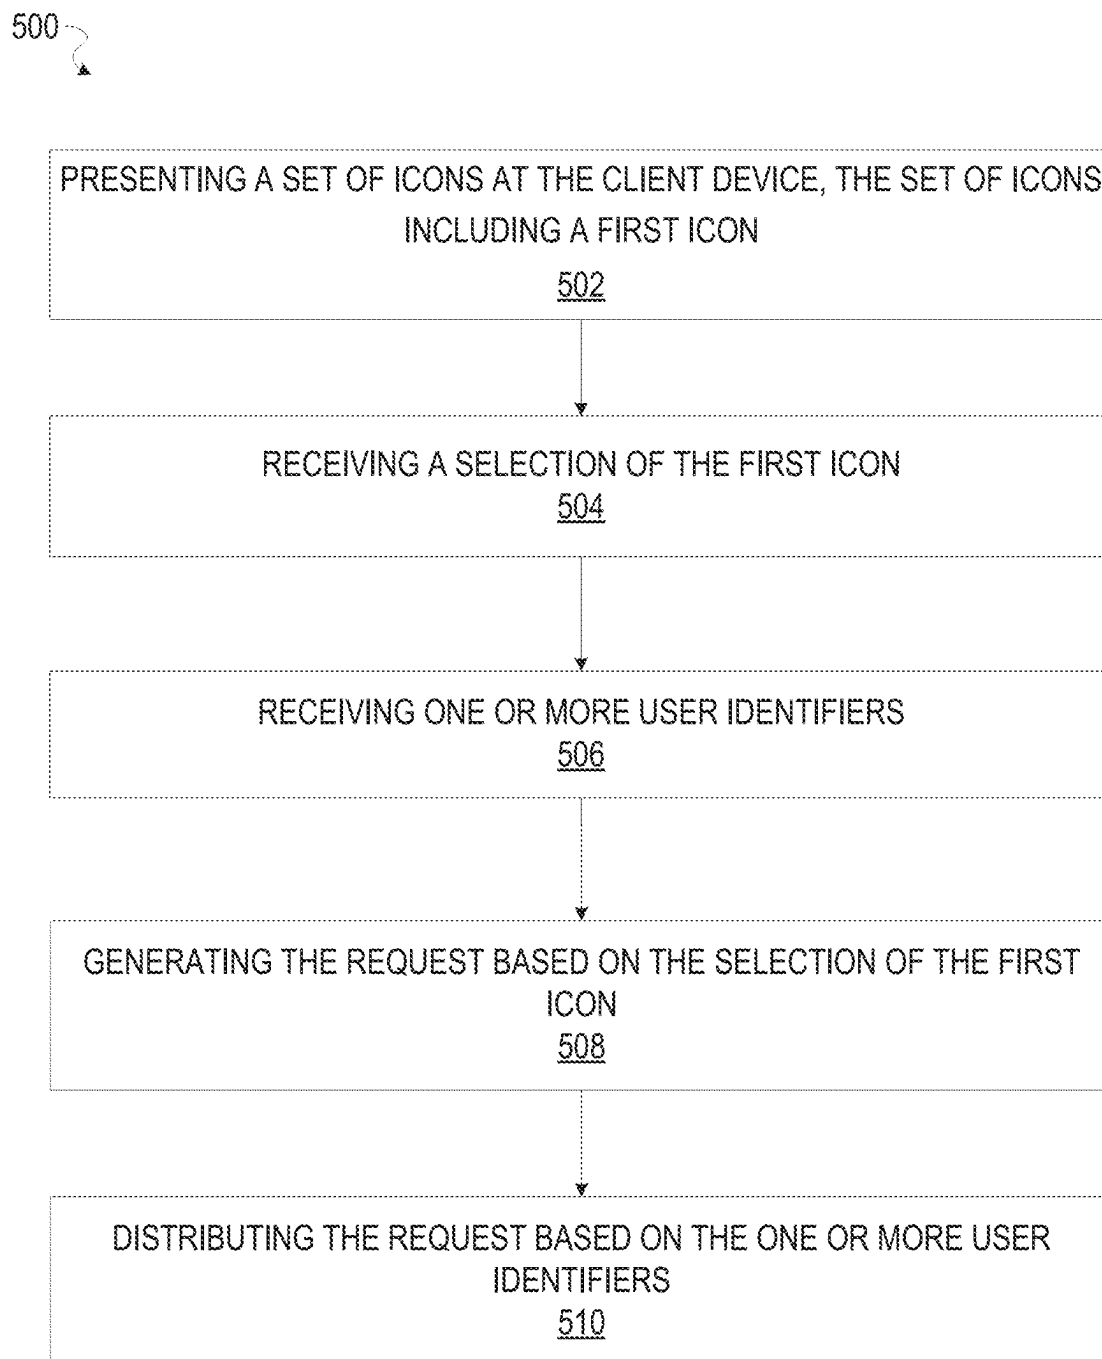 500
PRESENTING A SET OF ICONS AT THE CLIENT DEVICE, THE SET OF ICONS
INCLUDING A FIRST ICON
502
RECEIVING A SELECTION OF THE FIRST ICON
504
RECEIVING ONE OR MORE USER IDENTIFIERS
506
GENERATING THE REQUEST BASED ON THE SELECTION OF THE FIRST
ICON
508
DISTRIBUTING THE REQUEST BASED ON THE ONE OR MORE USER
IDENTIFIERS
510